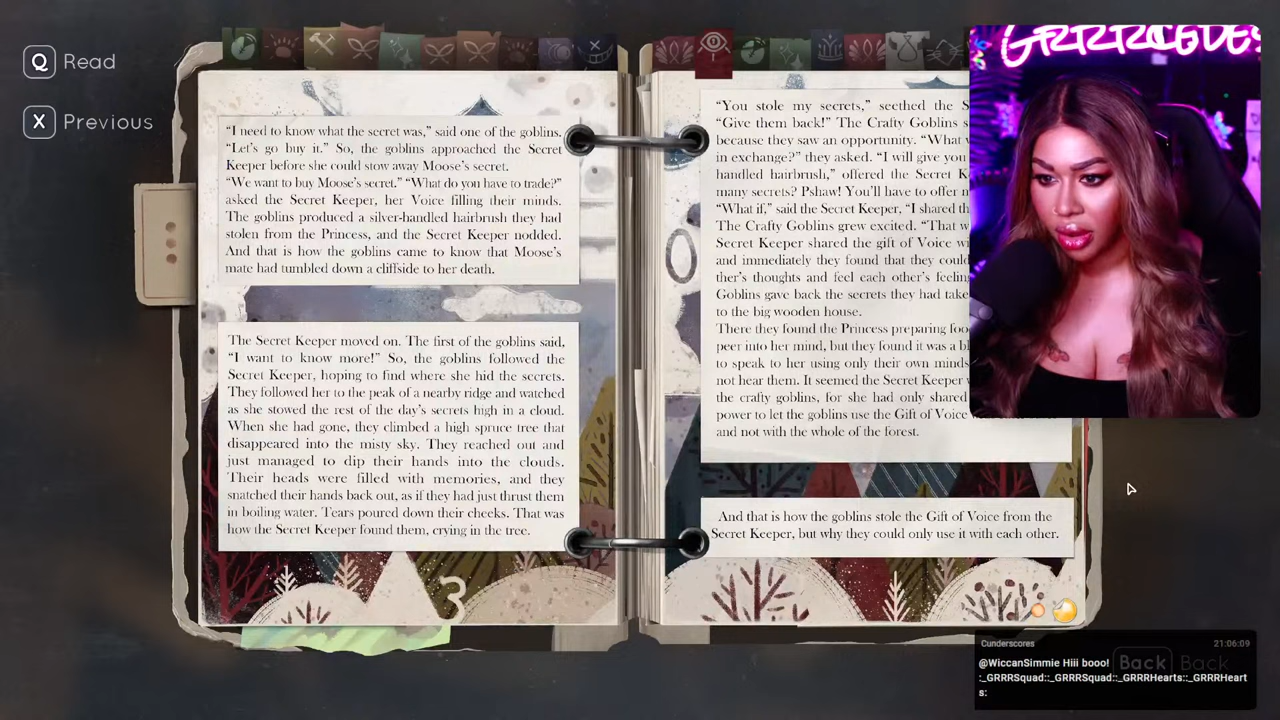 Q Read
X Previous
“I need to know what the secret was,” said one of the goblins.
“Let’s go buy it.” So, the goblins approached the Secret
Keeper before she could stow away Moose’s secret.
“We want to buy Moose’s secret.” “What do you have to trade?”
asked the Secret Keeper, her Voice filling their minds.
The goblins produced a silver-handled hairbrush they had
stolen from the Princess, and the Secret Keeper nodded.
And that is how the goblins came to know that Moose’s
mate had tumbled down a cliffside to her death.
The Secret Keeper moved on. The first of the goblins said,
“I want to know more!” So, the goblins followed the
Secret Keeper, hoping to find where she hid the secrets.
They followed her to the peak of a nearby ridge and watched
as she stowed the rest of the day’s secrets high in a cloud.
When she had gone, they climbed a high spruce tree that
disappeared into the misty sky. They reached out and
just managed to dip their hands into the clouds.
Their heads were filled with memories, and they
snatched their hands back out, as if they had just thrust them
in boiling water. Tears poured down their cheeks. That was
how the Secret Keeper found them, crying in the tree.
3
“You stole my secrets,” seethed the S
“Give them back!” The Crafty Goblins s
because they saw an opportunity. “What
in exchange?” they asked. “I will give you
handled hairbrush,” offered the Secret K
many secrets? Pshaw! You’ll have to offer
“What if,” said the Secret Keeper, “I shared
The Crafty Goblins grew excited. “That
Secret Keeper shared the gift of Voice
and immediately they found that they could
ther’s thoughts and feel each other’s
Goblins gave back the secrets they had
to the big wooden house.
There they found the Princess preparing
peer into her mind, but they found it was a
to speak to her using only their own
not hear them. It seemed the Secret Keeper
the crafty goblins, for she had only shared
power to let the goblins use the Gift of Voice
and not with the whole of the forest.
And that is how the goblins stole the Gift of Voice from the
Secret Keeper, but why they could only use it with each other.
GRRRCEDES
Cunderscores 21:06:09
@WiccanSimmie Hiii booo!
:_GRRRSquad::_GRRRSquad::_GRRRHearts::_GRRRHeart
s:
Back Back